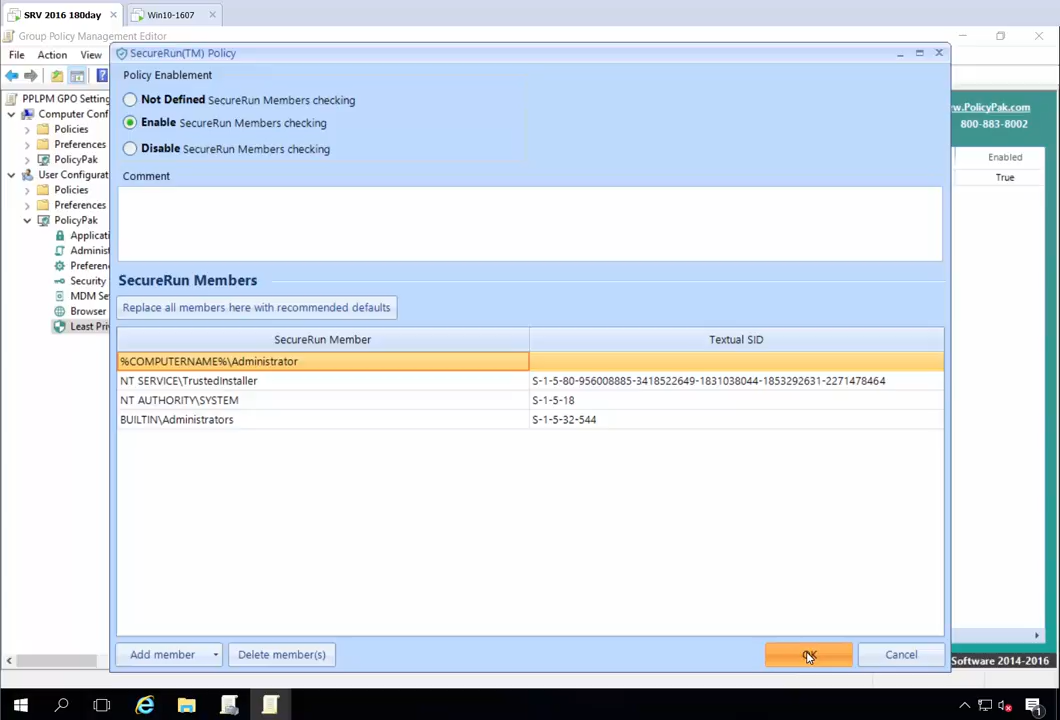 SRV 2016 180day
Win10-1607
Group Policy Management Editor
File Action View
SecureRun(TM) Policy
Policy Enablement
Not Defined SecureRun Members checking
Enable SecureRun Members checking
Disable SecureRun Members checking
Comment
SecureRun Members
Replace all members here with recommended defaults
SecureRun Member Textual SID
%COMPUTERNAME%\Administrator
NT SERVICE\TrustedInstaller S-1-5-80-956008885-3418522649-1831038044-1853292631-2271478464
NT AUTHORITY\SYSTEM S-1-5-18
BUILTIN\Administrators S-1-5-32-544
Add member
Delete member(s)
OK
Cancel
PPLPM GPO Setting
Computer Conf
Policies
Preferences
PolicyPak
User Configurat
Policies
Preferences
PolicyPak
Applicati
Administ
Preferen
Security
MDM Se
Browser
Least Pri
w.PolicyPak.com
800-883-8002
Enabled
True
Software 2014-2016
1